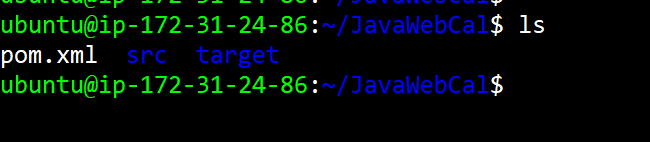 ubuntu@ip-172-31-24-86:~/JavaWebCal$ ls
pom.xml  src  target
ubuntu@ip-172-31-24-86:~/JavaWebCal$